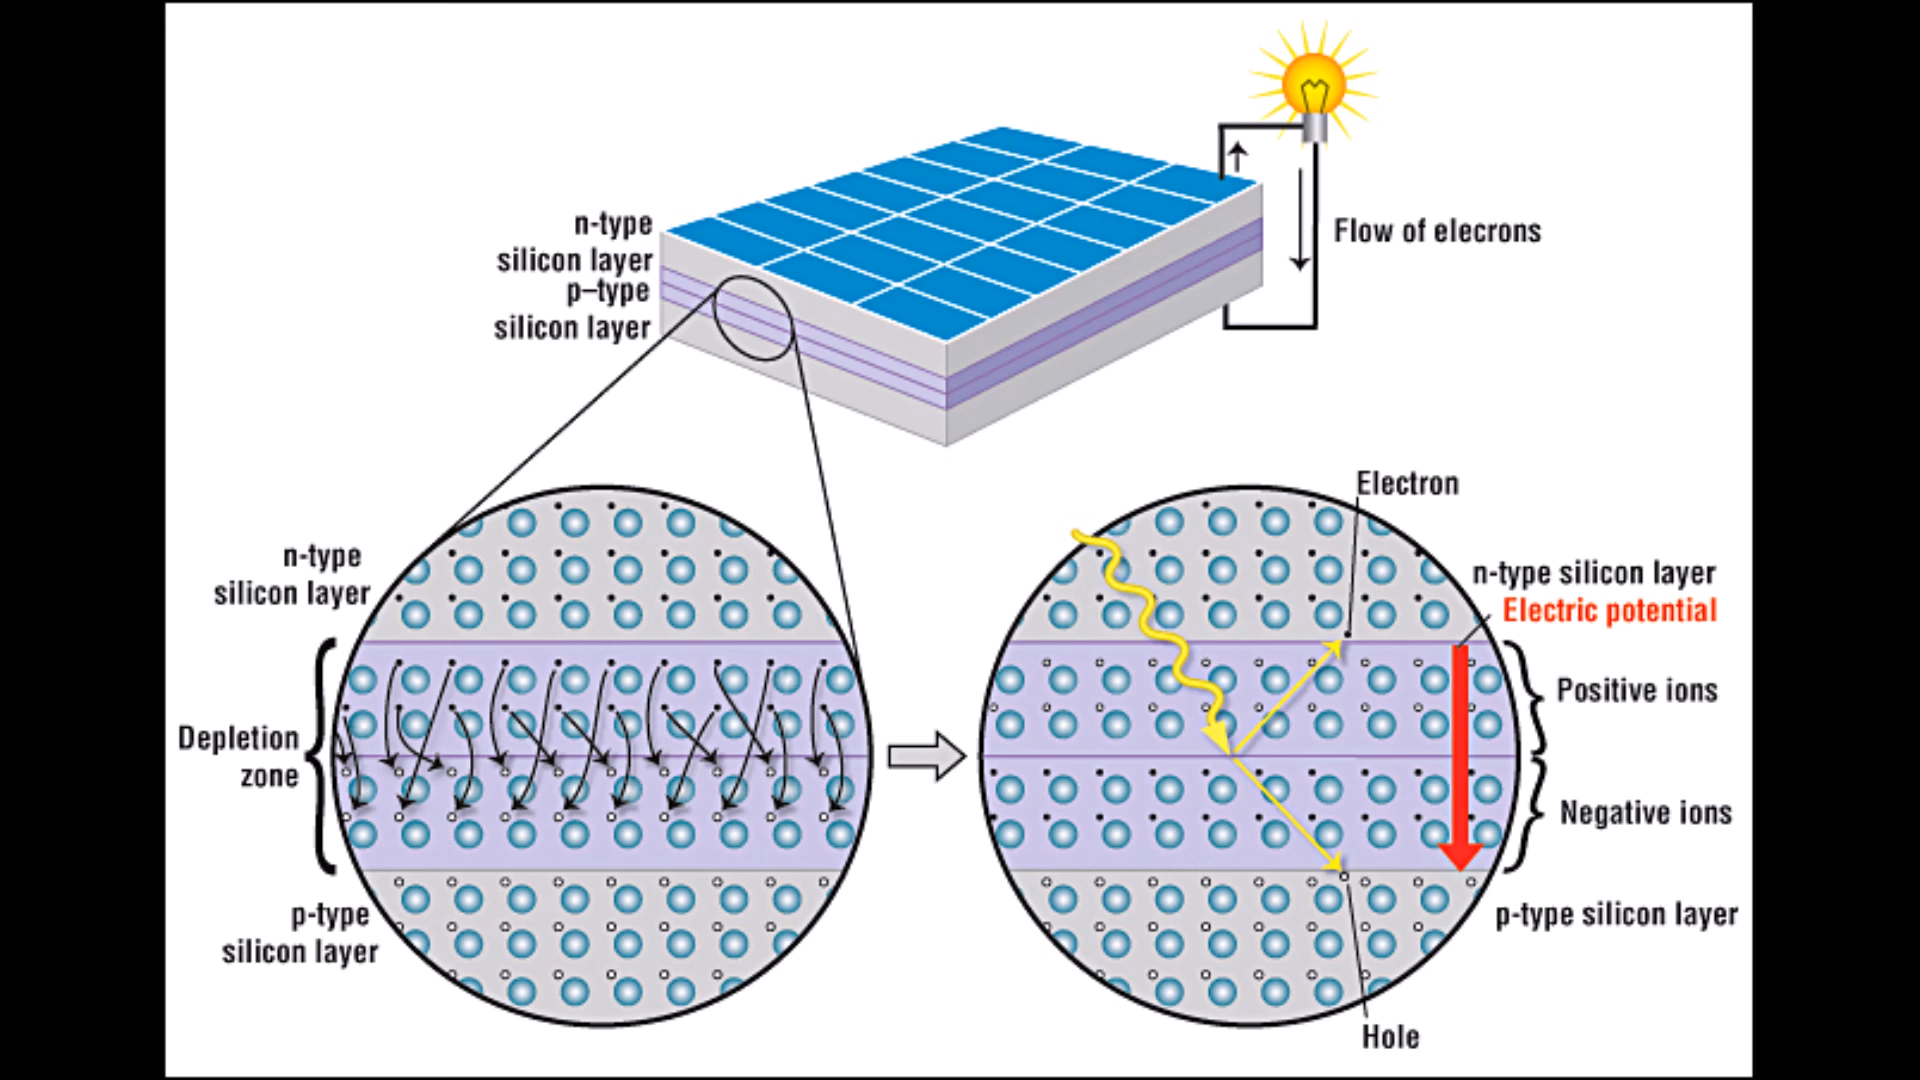 n-type
silicon layer
p–type
silicon layer
Flow of elecrons
n-type
silicon layer
Depletion
zone
p-type
silicon layer
Electron
n-type silicon layer
Electric potential
Positive ions
Negative ions
p-type silicon layer
Hole